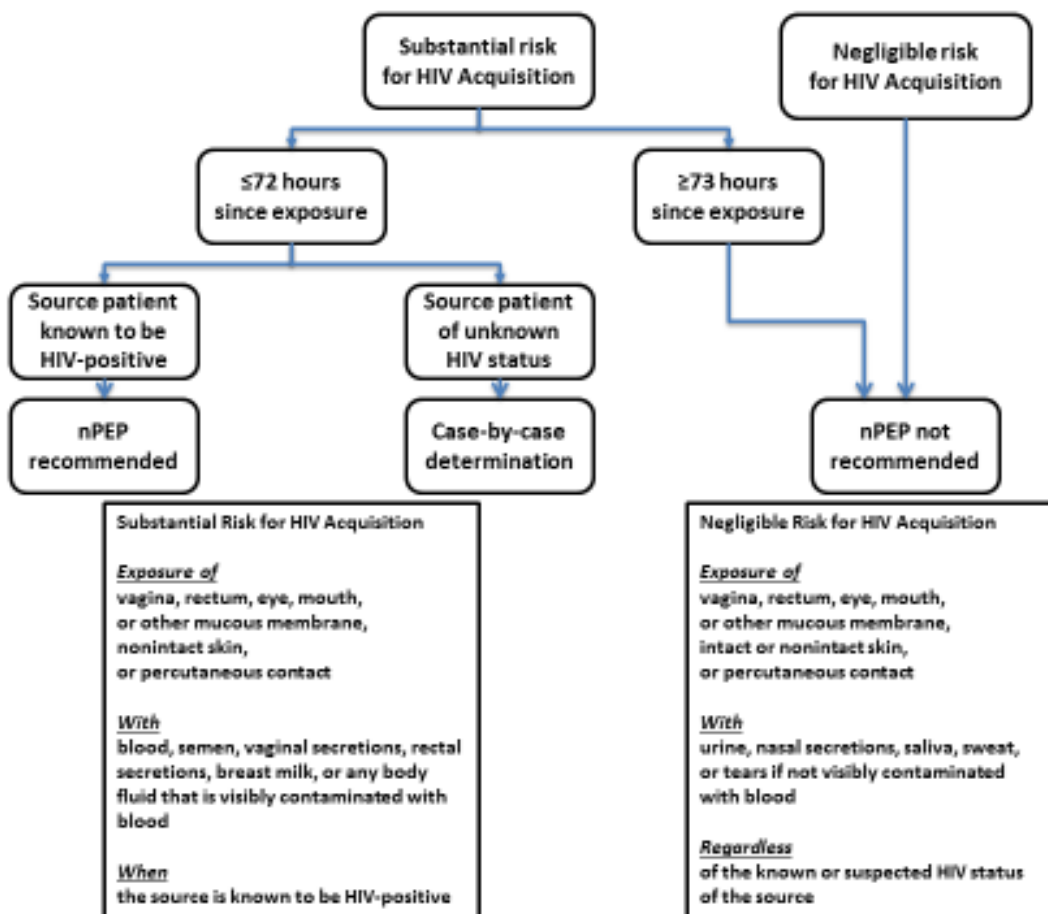 Substantial risk
for HIV Acquisition
Negligible risk
for HIV Acquisition
≤72 hours
since exposure
≥73 hours
since exposure
Source patient
known to be
HIV-positive
Source patient
of unknown
HIV status
nPEP
recommended
Case-by-case
determination
nPEP not
recommended
Substantial Risk for HIV Acquisition
Exposure of
vagina, rectum, eye, mouth,
or other mucous membrane,
nonintact skin,
or percutaneous contact
With
blood, semen, vaginal secretions, rectal
secretions, breast milk, or any body
fluid that is visibly contaminated with
blood
When
the source is known to be HIV-positive
Negligible Risk for HIV Acquisition
Exposure of
vagina, rectum, eye, mouth,
or other mucous membrane,
intact or nonintact skin,
or percutaneous contact
With
urine, nasal secretions, saliva, sweat,
or tears if not visibly contaminated
with blood
Regardless
of the known or suspected HIV status
of the source